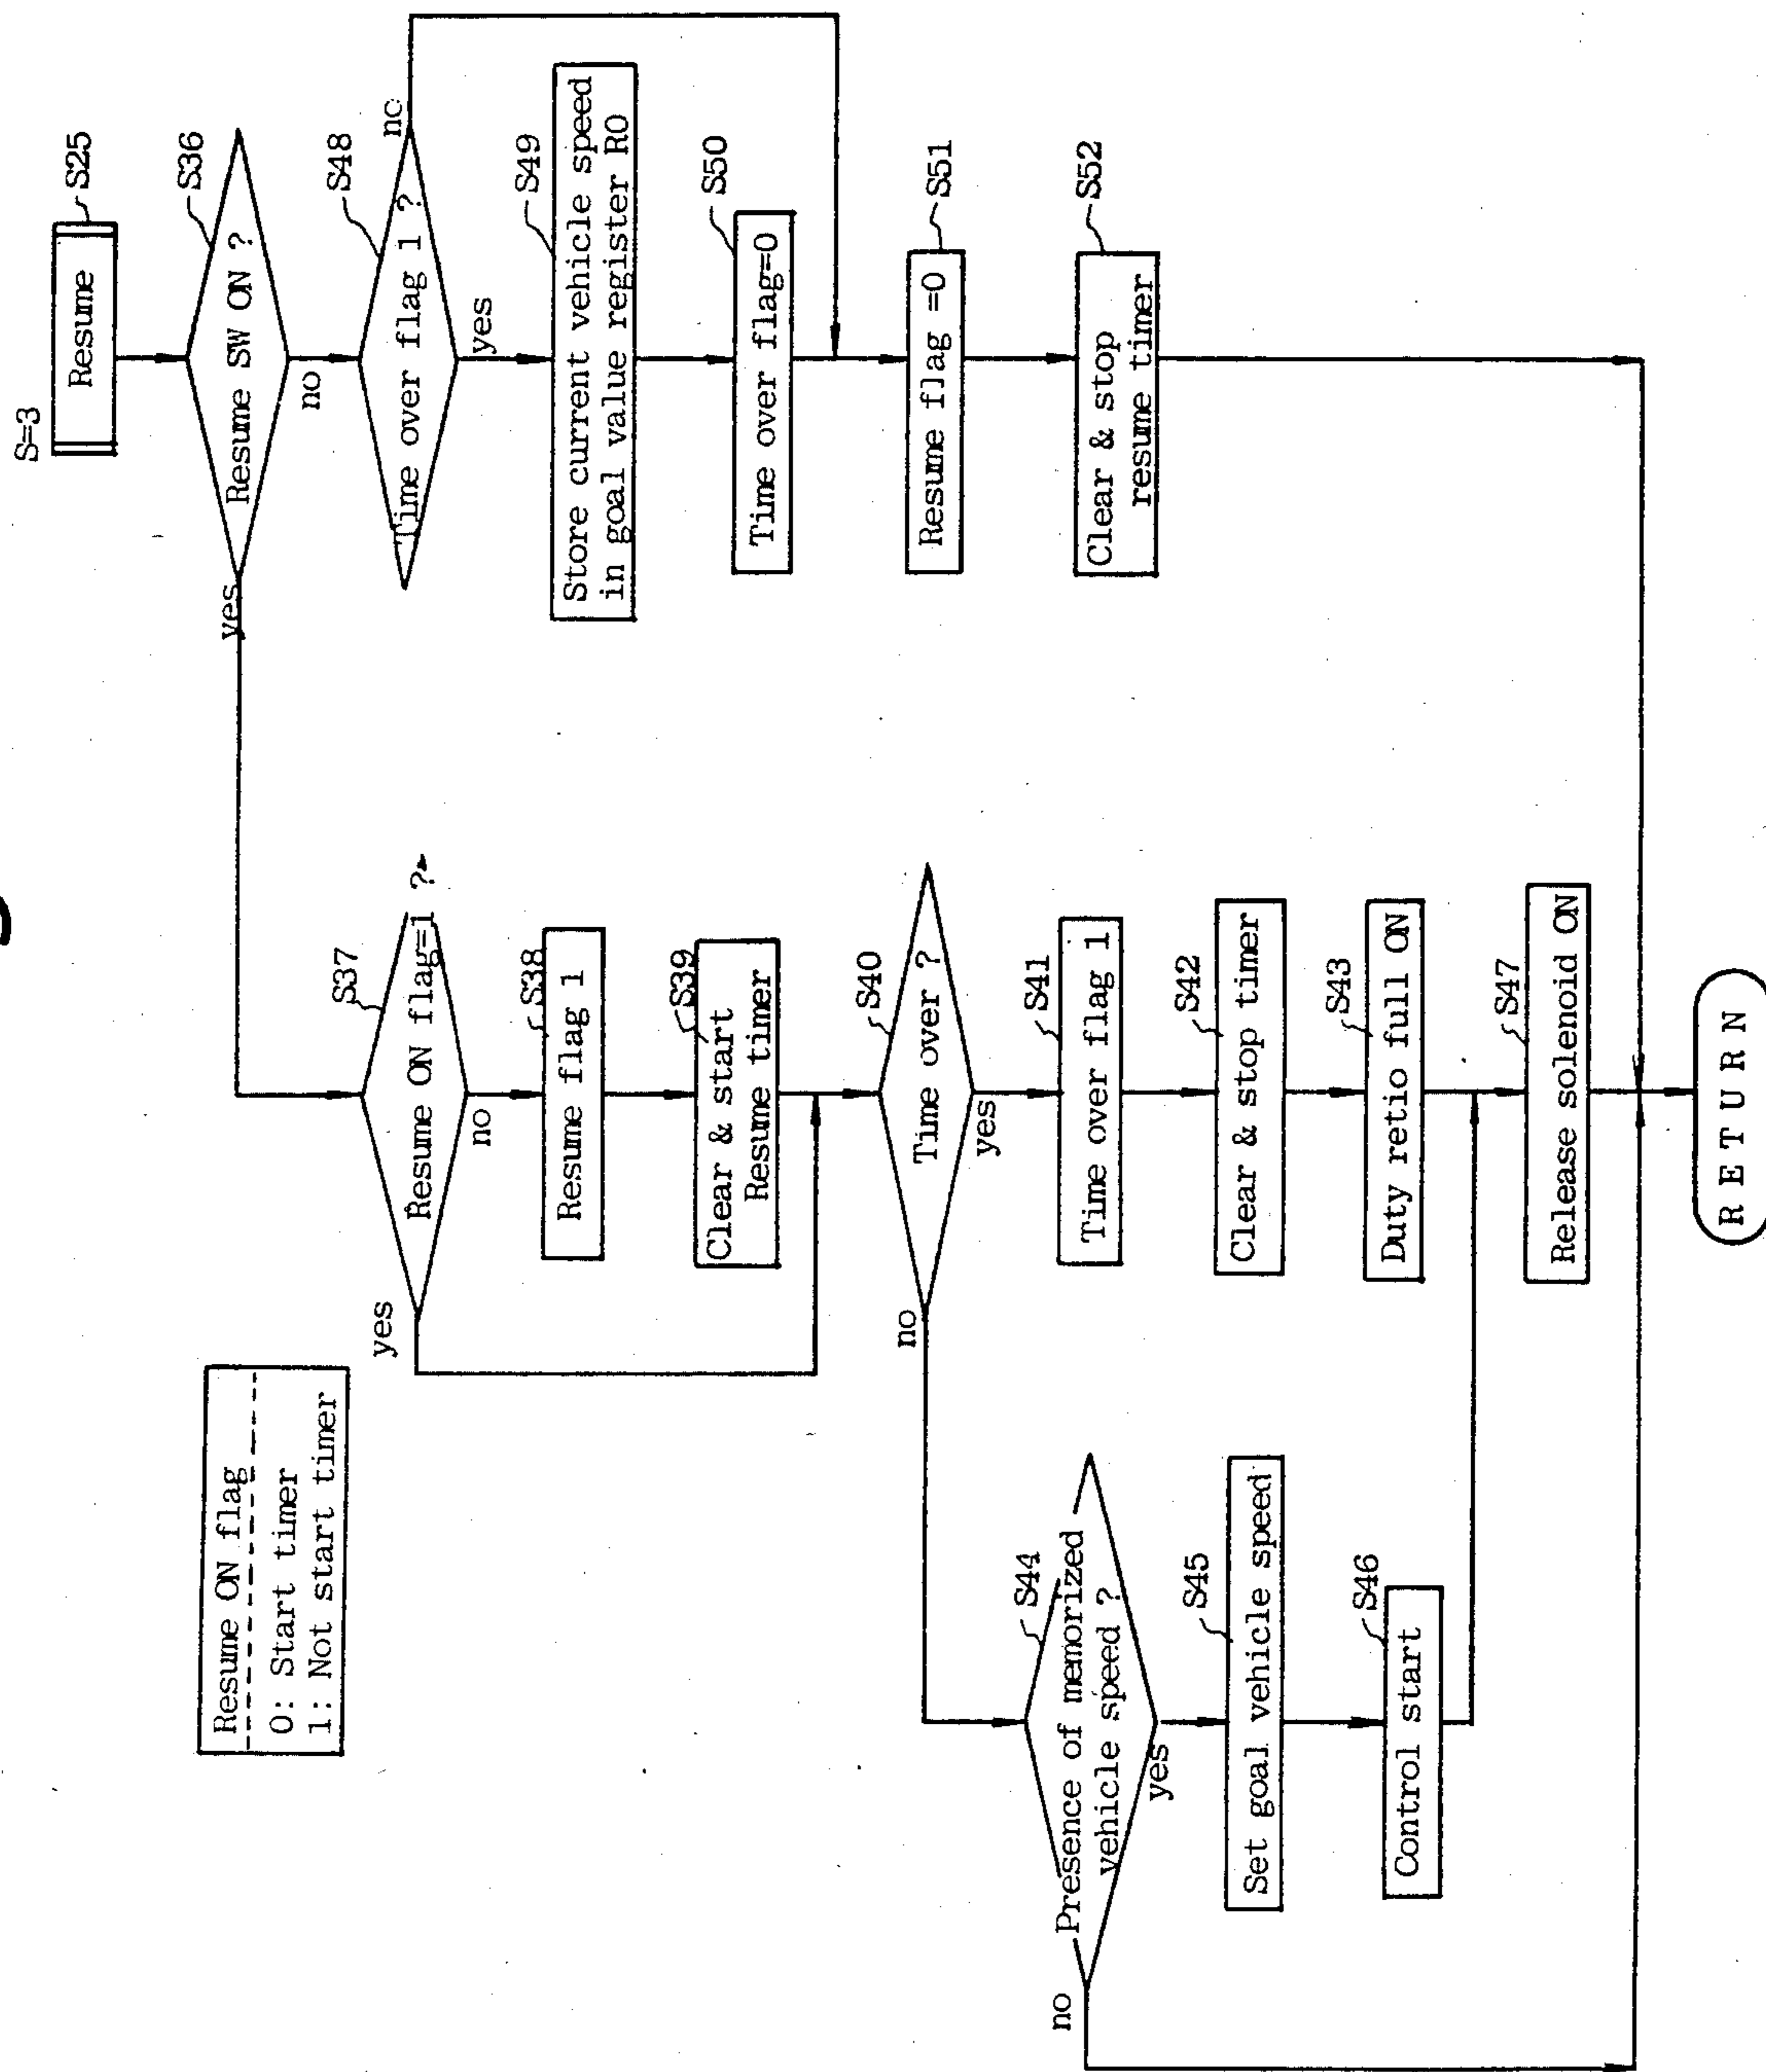 S=3
Resume
S25
Resume SW ON ?
S36
yes
no
Time over flag 1 ?
S48
no
yes
Store current vehicle speed
in goal value register R0
S49
Time over flag=0
S50
Resume flag =0
S51
Clear & stop
resume timer
S52
Resume ON flag
0: Start timer
1: Not start timer
Resume ON flag=1 ?
S37
yes
no
Resume flag 1
S38
Clear & start
Resume timer
S39
Time over ?
S40
no
yes
Time over flag 1
S41
Clear & stop timer
S42
Duty retio full ON
S43
Presence of memorized
vehicle speed ?
S44
no
yes
Set goal vehicle speed
S45
Control start
S46
Release solenoid ON
S47
RETURN